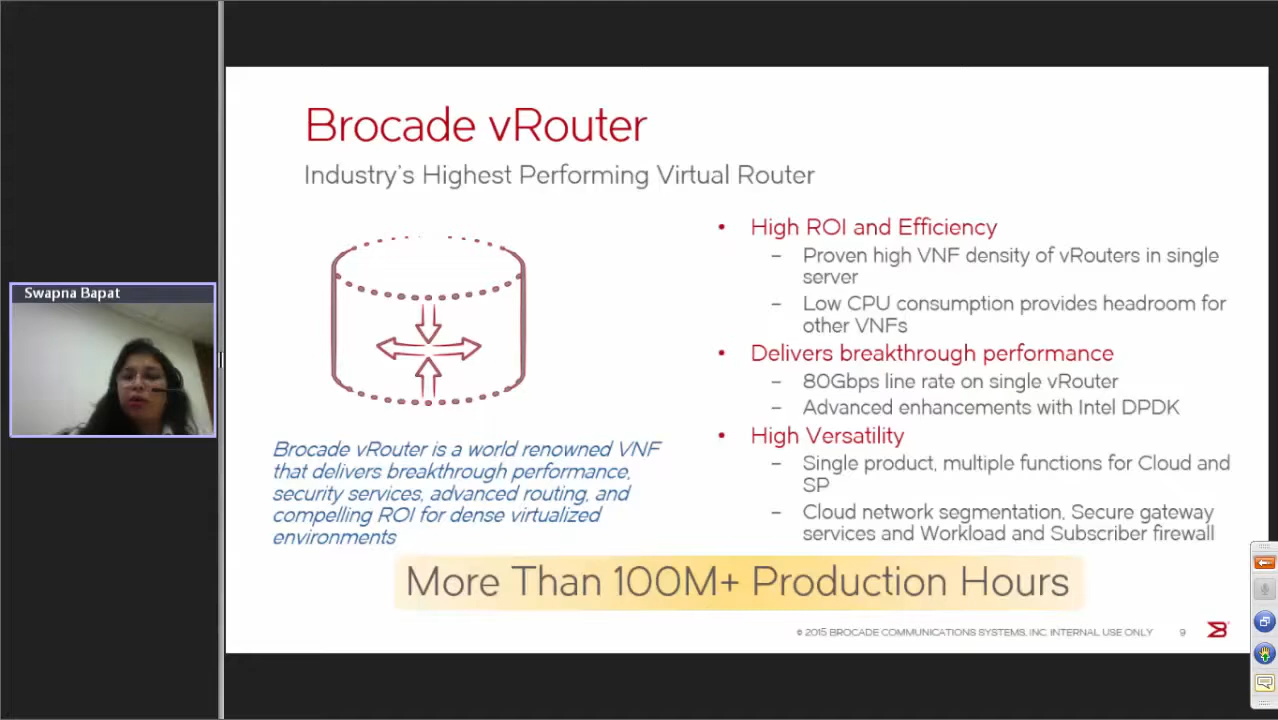 Swapna Bapat
Brocade vRouter
Industry's Highest Performing Virtual Router
Brocade vRouter is a world renowned VNF
that delivers breakthrough performance,
security services, advanced routing, and
compelling ROI for dense virtualized
environments
• High ROI and Efficiency
– Proven high VNF density of vRouters in single
server
– Low CPU consumption provides headroom for
other VNFs
• Delivers breakthrough performance
– 80Gbps line rate on single vRouter
– Advanced enhancements with Intel DPDK
• High Versatility
– Single product, multiple functions for Cloud and
SP
– Cloud network segmentation, Secure gateway
services and Workload and Subscriber firewall
More Than 100M+ Production Hours
© 2015 BROCADE COMMUNICATIONS SYSTEMS, INC. INTERNAL USE ONLY
9